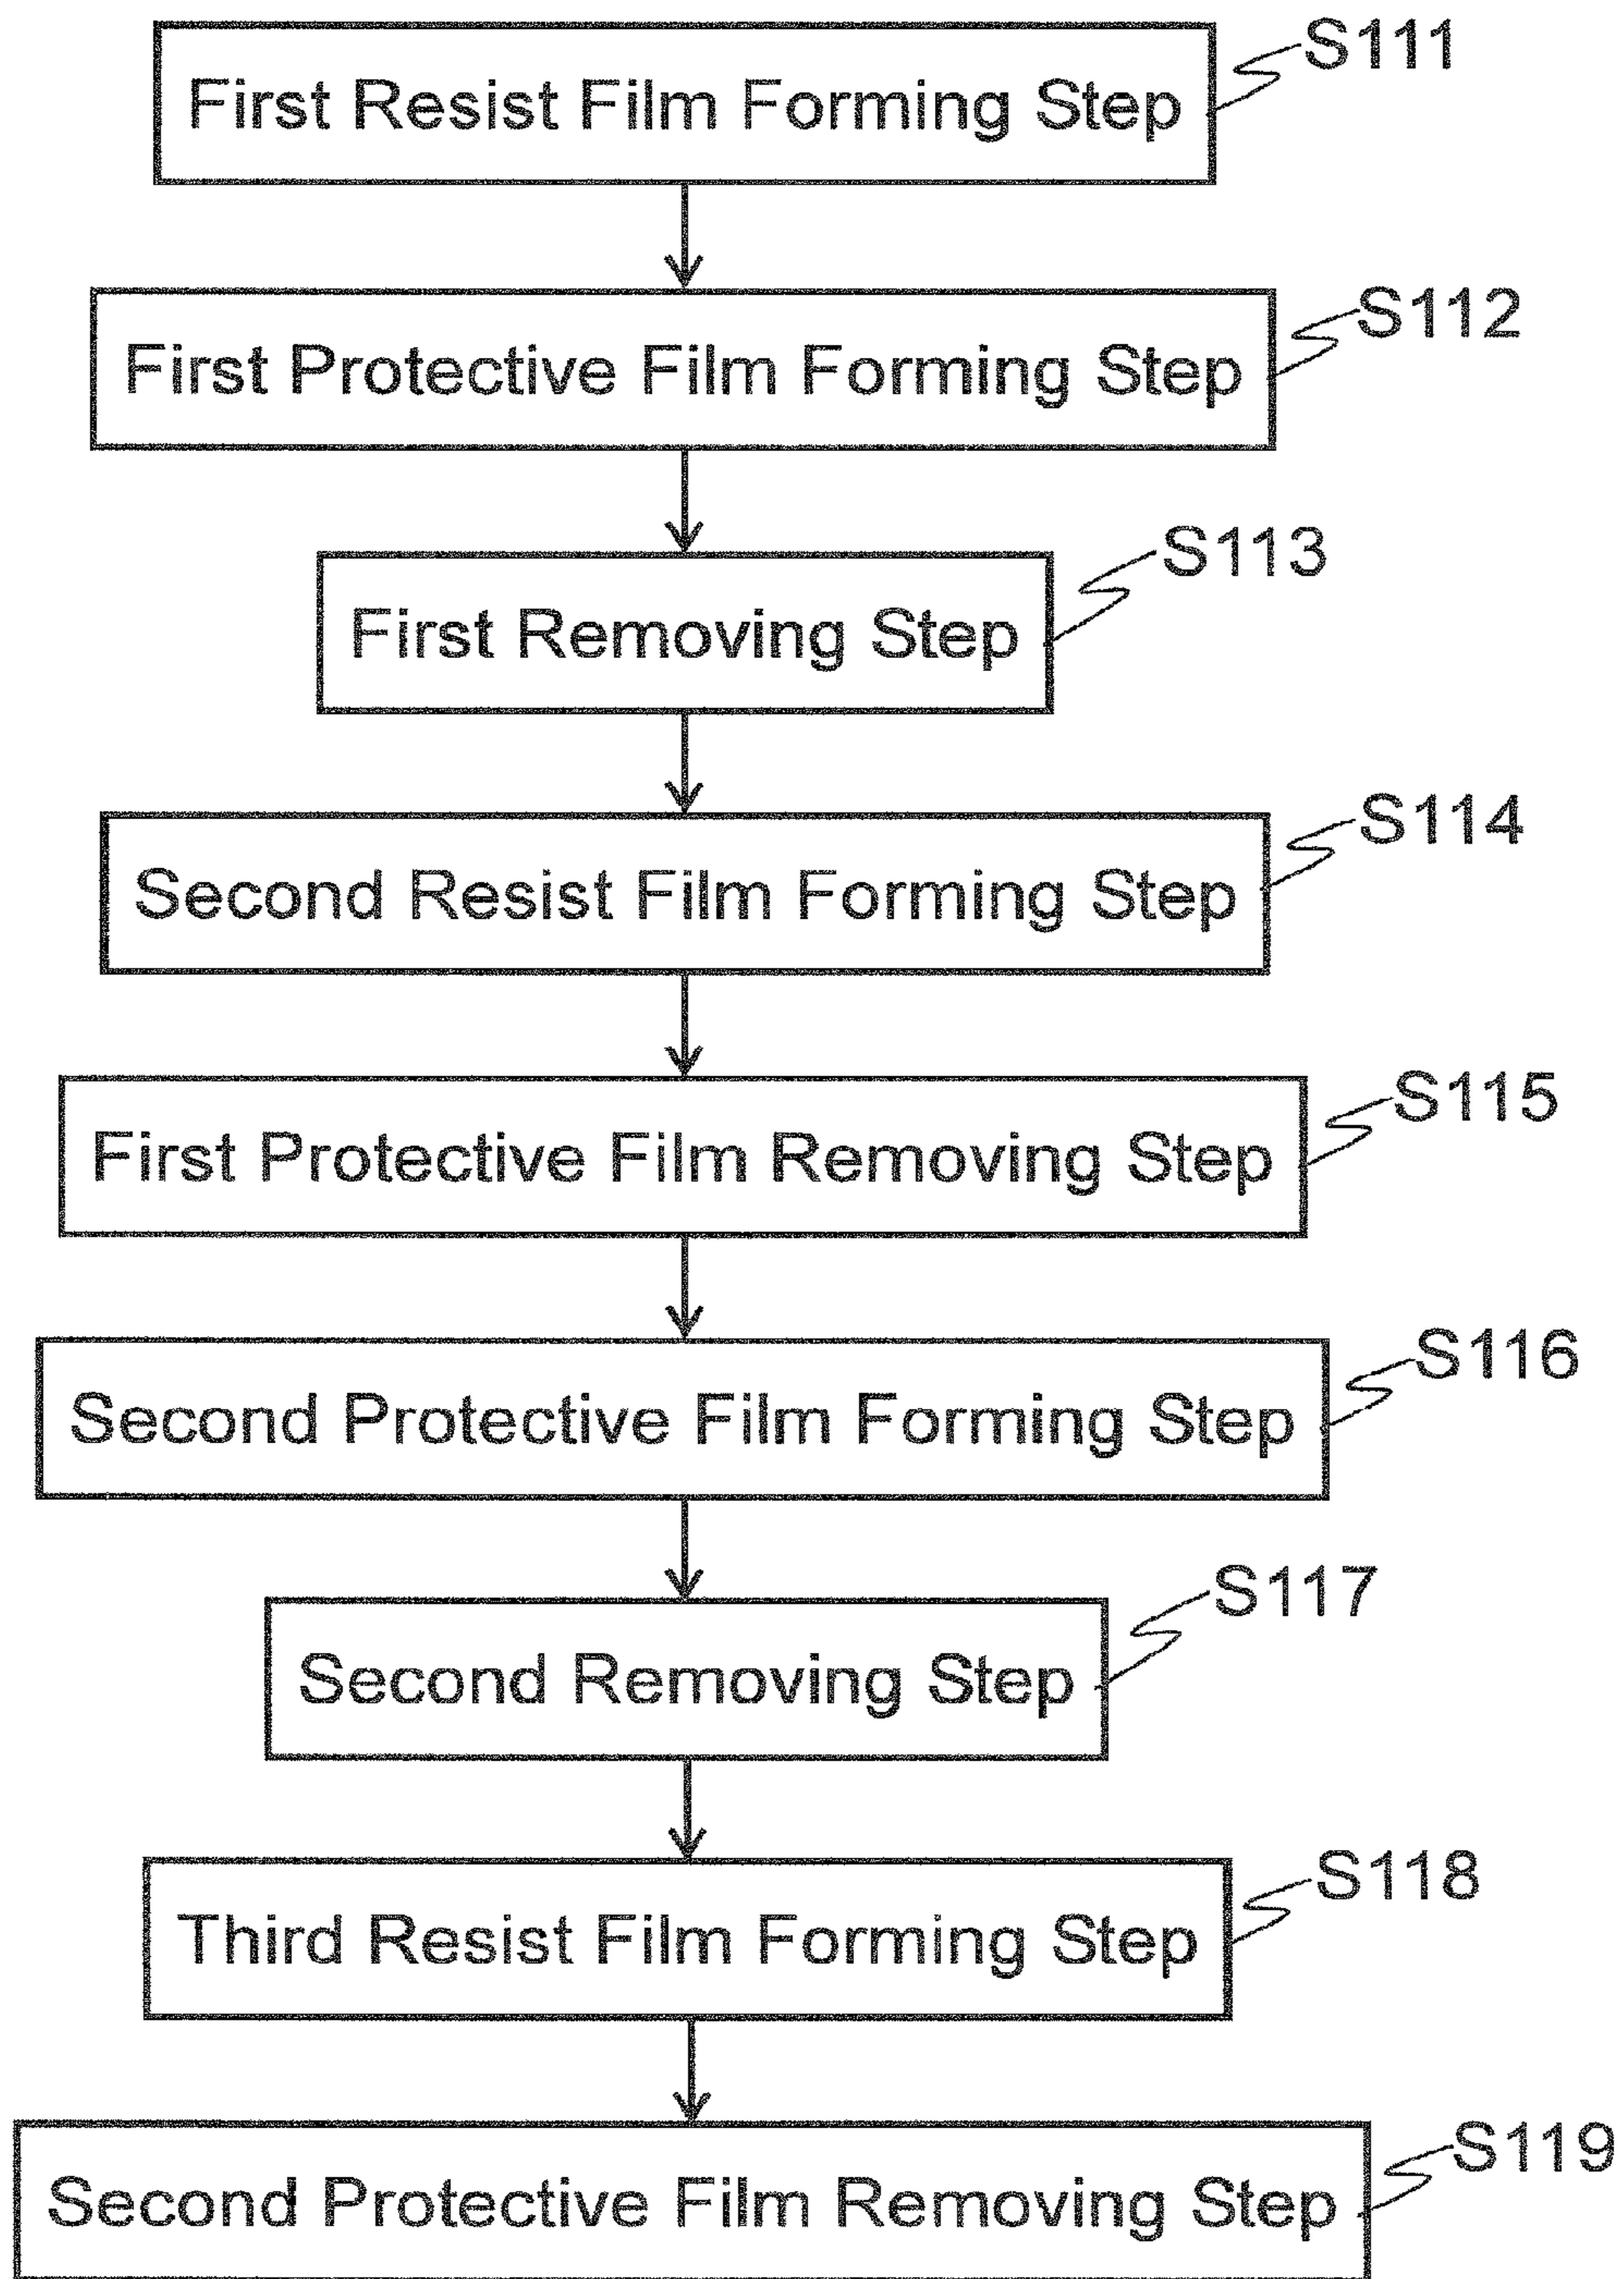 S111
First Resist Film Forming Step
S112
First Protective Film Forming Step
S113
First Removing Step
S114
Second Resist Film Forming Step
S115
First Protective Film Removing Step
S116
Second Protective Film Forming Step
S117
Second Removing Step
S118
Third Resist Film Forming Step
S119
Second Protective Film Removing Step